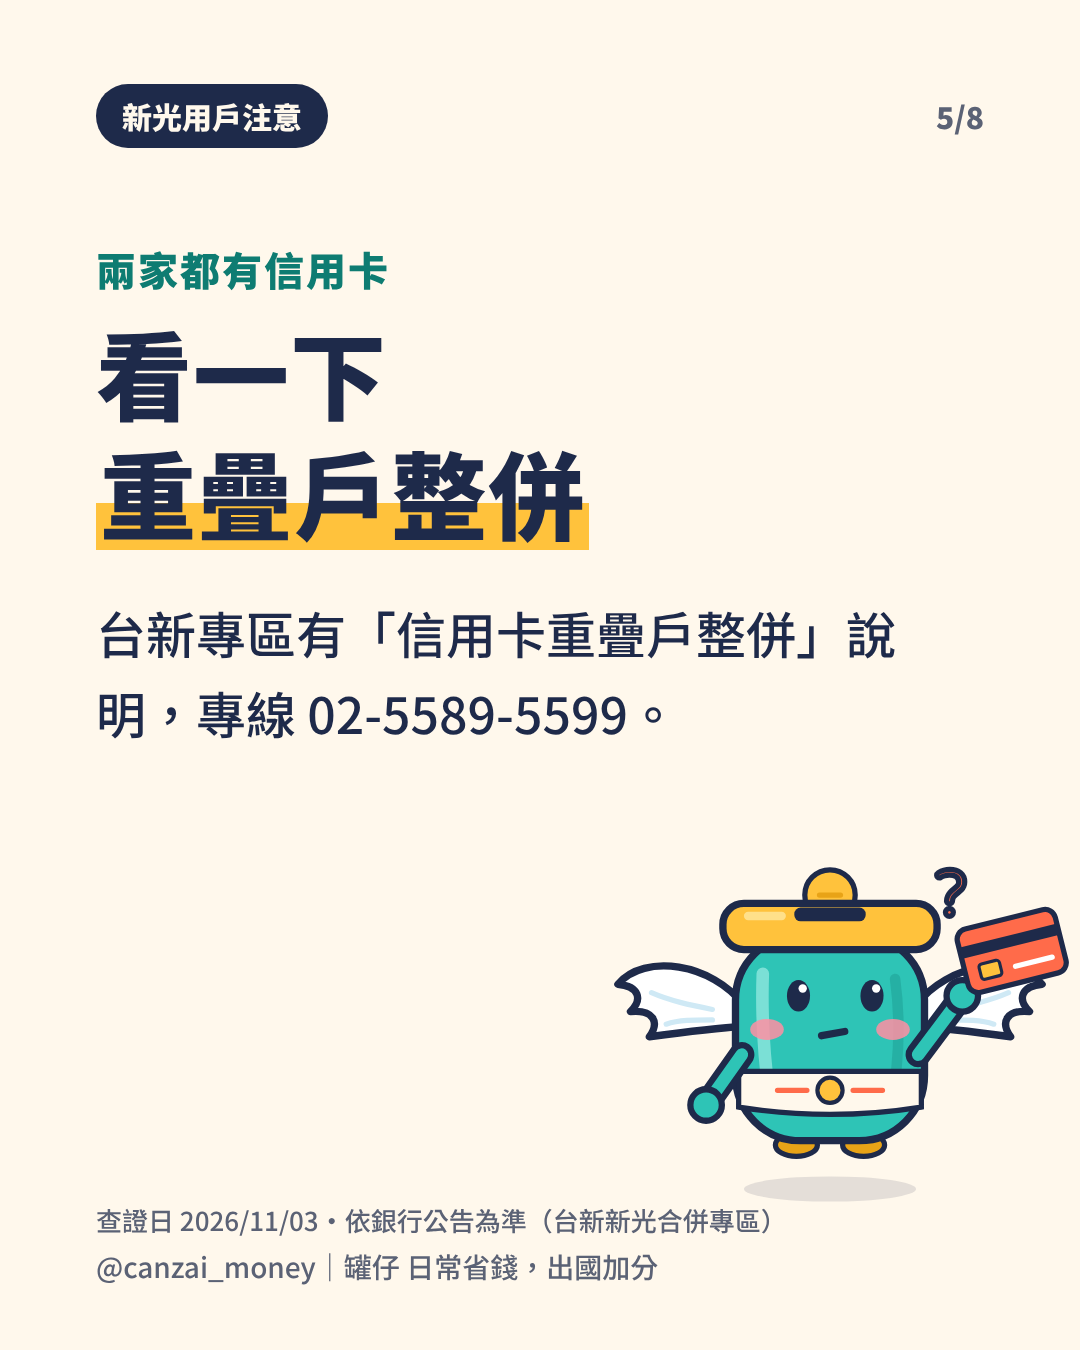 新光用戶注意
5/8
兩家都有信用卡
看一下
重疊戶整併
台新專區有「信用卡重疊戶整併」說
明，專線 02-5589-5599。
?
查證日 2026/11/03・依銀行公告為準（台新新光合併專區）
@canzai_money｜罐仔 日常省錢，出國加分